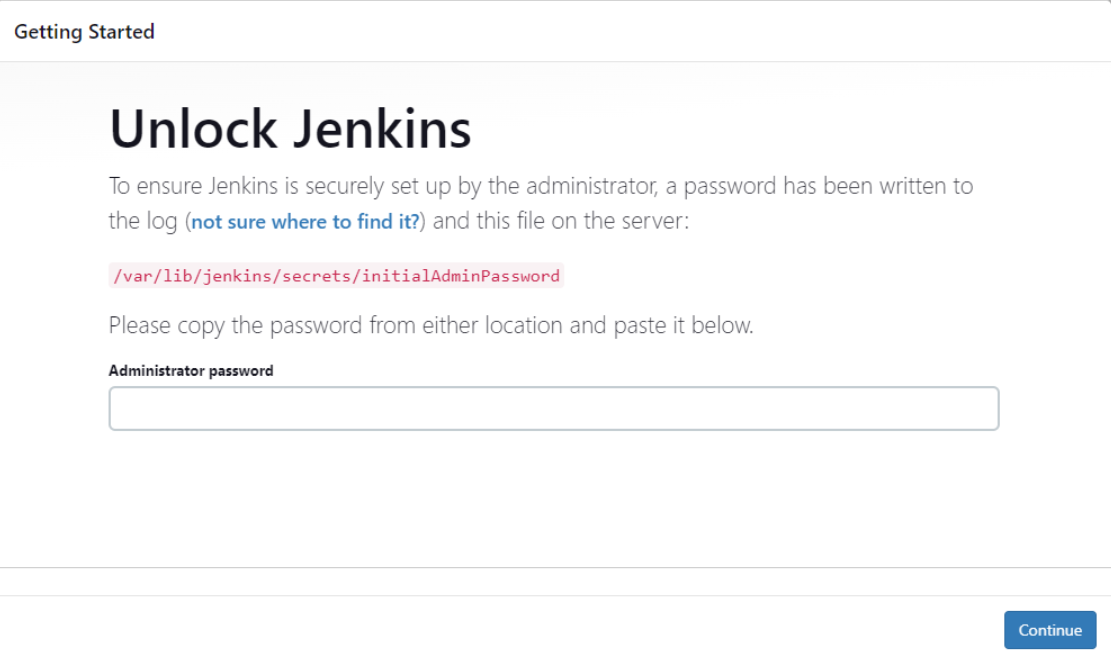 Getting Started
Unlock Jenkins
To ensure Jenkins is securely set up by the administrator, a password has been written to
the log (not sure where to find it?) and this file on the server:
/var/lib/jenkins/secrets/initialAdminPassword
Please copy the password from either location and paste it below.
Administrator password
Continue